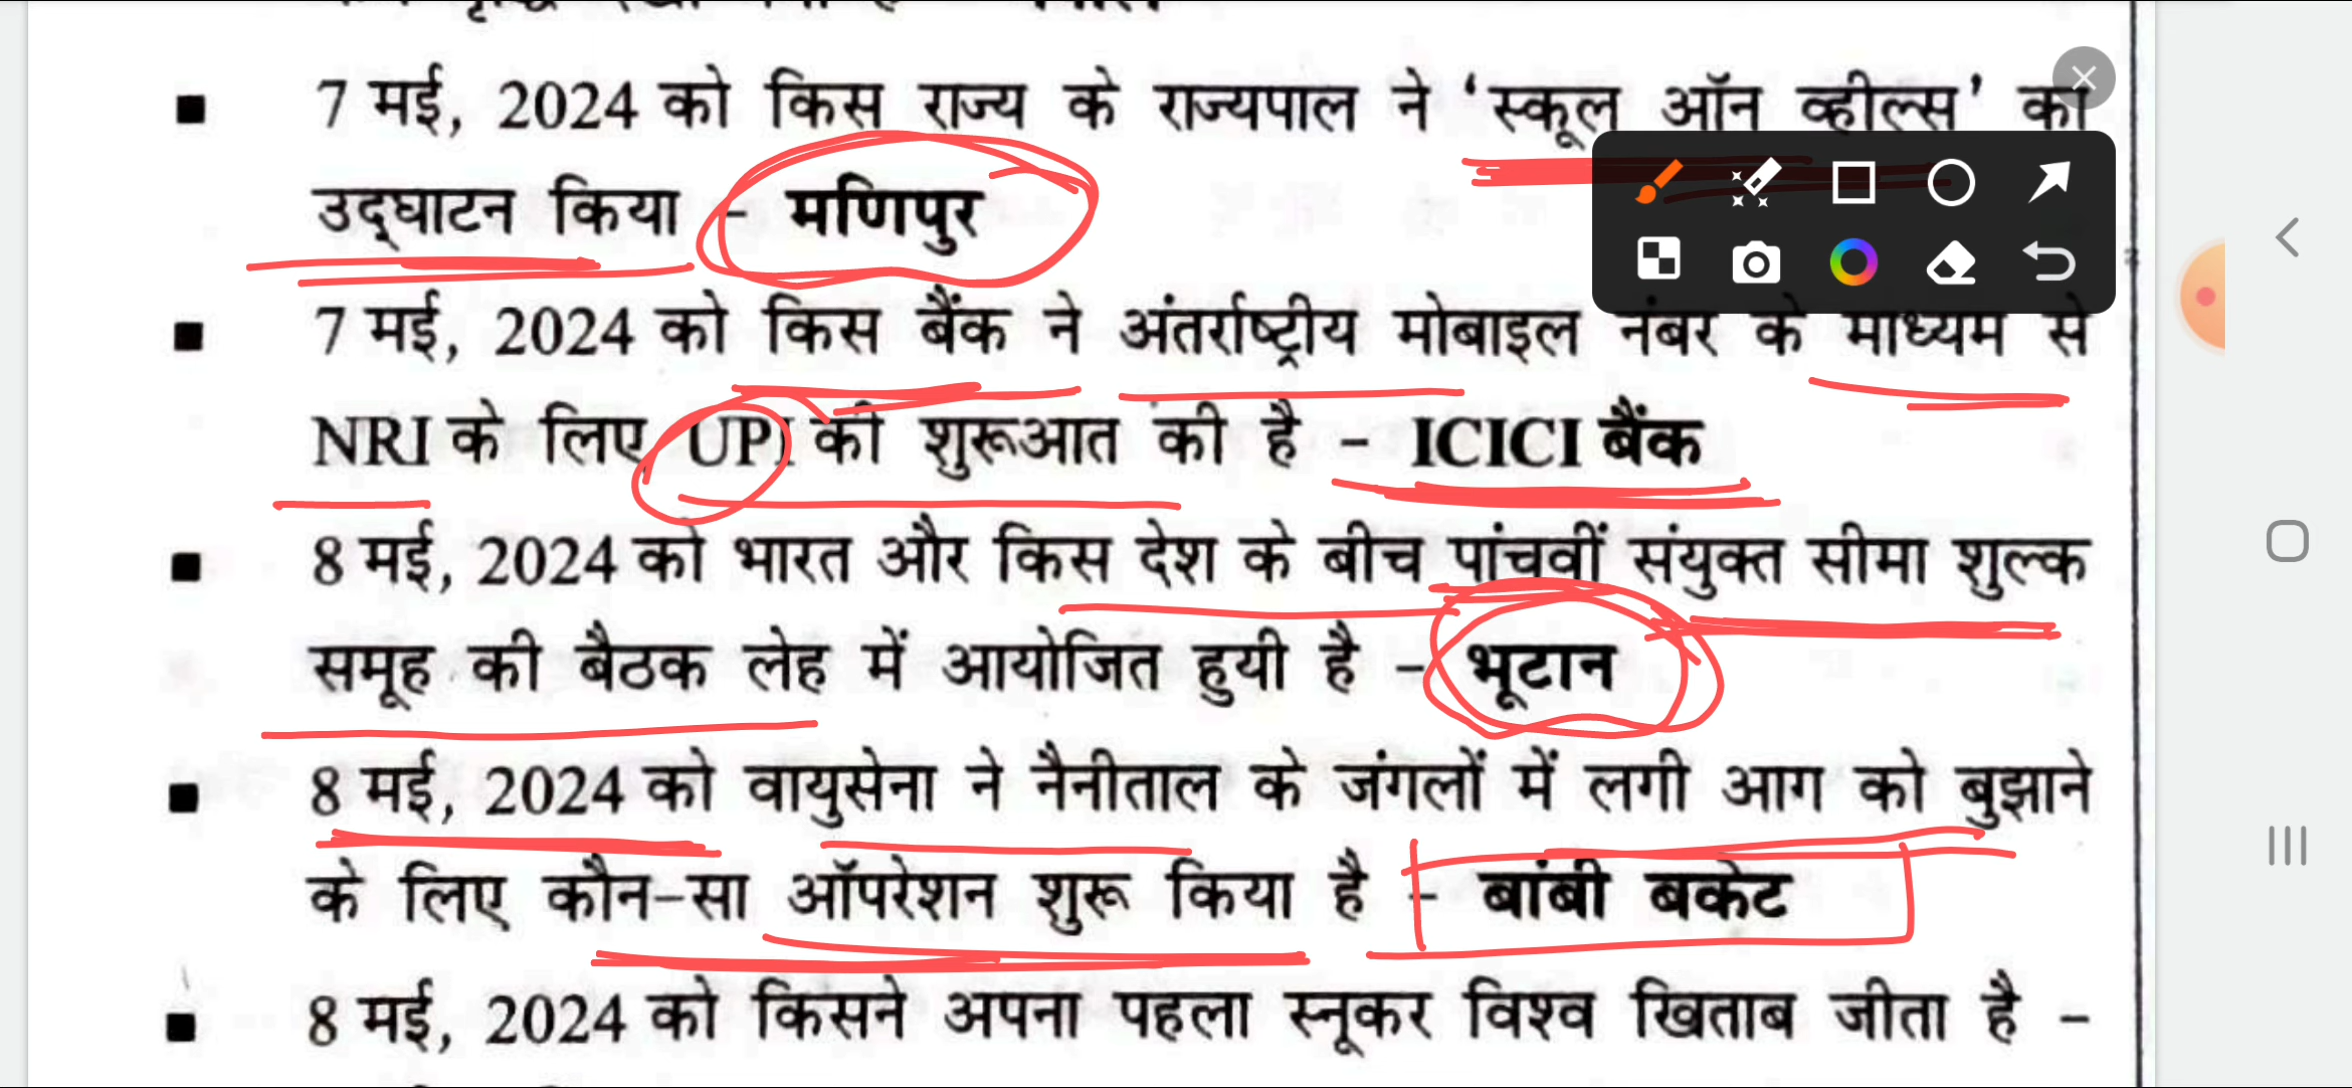 ■ 7 मई, 2024 को किस राज्य के राज्यपाल ने ‘स्कूल ऑन व्हील्स’ का
उद्घाटन किया - मणिपुर
■ 7 मई, 2024 को किस बैंक ने अंतर्राष्ट्रीय मोबाइल नंबर के माध्यम से
NRI के लिए UPI की शुरूआत की है - ICICI बैंक
■ 8 मई, 2024 को भारत और किस देश के बीच पांचवीं संयुक्त सीमा शुल्क
समूह की बैठक लेह में आयोजित हुयी है - भूटान
■ 8 मई, 2024 को वायुसेना ने नैनीताल के जंगलों में लगी आग को बुझाने
के लिए कौन-सा ऑपरेशन शुरू किया है - बांबी बकेट
■ 8 मई, 2024 को किसने अपना पहला स्नूकर विश्व खिताब जीता है -